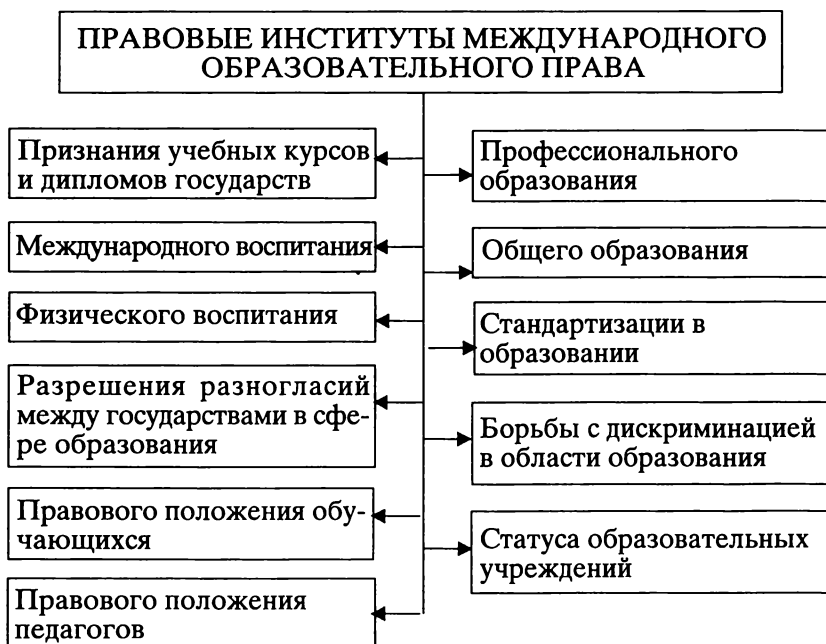 ПРАВОВЫЕ ИНСТИТУТЫ МЕЖДУНАРОДНОГО
ОБРАЗОВАТЕЛЬНОГО ПРАВА
Признания учебных курсов
и дипломов государств
Международного воспитания
Физического воспитания
Разрешения разногласий
между государствами в сфе-
ре образования
Правового положения обу-
чающихся
Правового положения
педагогов
Профессионального
образования
Общего образования
Стандартизации в
образовании
Борьбы с дискриминацией
в области образования
Статуса образовательных
учреждений